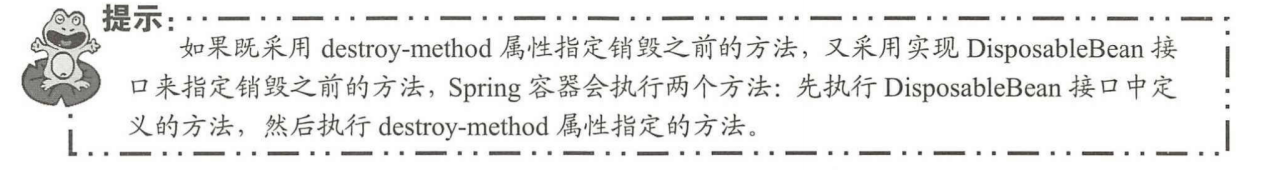 提示:
如果既采用 destroy-method 属性指定销毁之前的方法，又采用实现 DisposableBean 接
口来指定销毁之前的方法，Spring 容器会执行两个方法：先执行 DisposableBean 接口中定
义的方法，然后执行 destroy-method 属性指定的方法。